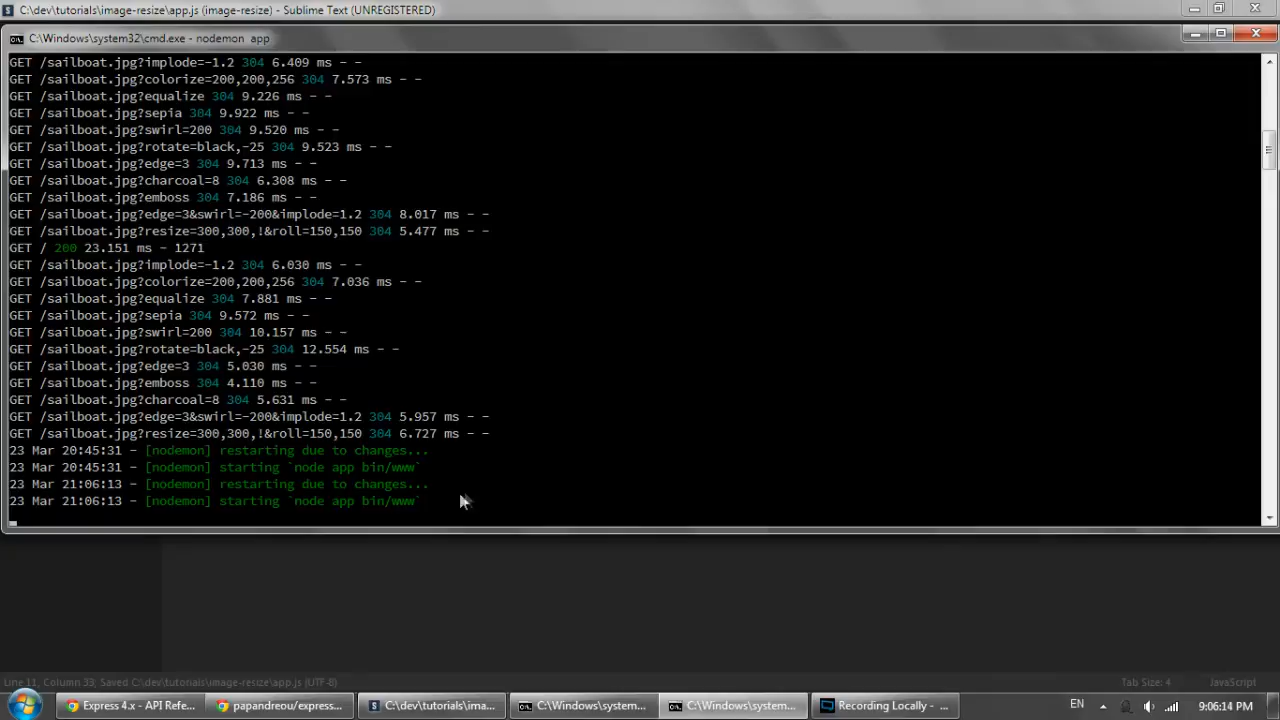 C:\dev\tutorials\image-resize\app.js (image-resize) - Sublime Text (UNREGISTERED)
C:\Windows\system32\cmd.exe - nodemon  app
GET /sailboat.jpg?implode=-1.2 304 6.409 ms - -
GET /sailboat.jpg?colorize=200,200,256 304 7.573 ms - -
GET /sailboat.jpg?equalize 304 9.226 ms - -
GET /sailboat.jpg?sepia 304 9.922 ms - -
GET /sailboat.jpg?swirl=200 304 9.520 ms - -
GET /sailboat.jpg?rotate=black,-25 304 9.523 ms - -
GET /sailboat.jpg?edge=3 304 9.713 ms - -
GET /sailboat.jpg?charcoal=8 304 6.308 ms - -
GET /sailboat.jpg?emboss 304 7.186 ms - -
GET /sailboat.jpg?edge=3&swirl=-200&implode=1.2 304 8.017 ms - -
GET /sailboat.jpg?resize=300,300,!&roll=150,150 304 5.477 ms - -
GET / 200 23.151 ms - 1271
GET /sailboat.jpg?implode=-1.2 304 6.030 ms - -
GET /sailboat.jpg?colorize=200,200,256 304 7.036 ms - -
GET /sailboat.jpg?equalize 304 7.881 ms - -
GET /sailboat.jpg?sepia 304 9.572 ms - -
GET /sailboat.jpg?swirl=200 304 10.157 ms - -
GET /sailboat.jpg?rotate=black,-25 304 12.554 ms - -
GET /sailboat.jpg?edge=3 304 5.030 ms - -
GET /sailboat.jpg?emboss 304 4.110 ms - -
GET /sailboat.jpg?charcoal=8 304 5.631 ms - -
GET /sailboat.jpg?edge=3&swirl=-200&implode=1.2 304 5.957 ms - -
GET /sailboat.jpg?resize=300,300,!&roll=150,150 304 6.727 ms - -
23 Mar 20:45:31 - [nodemon] restarting due to changes...
23 Mar 20:45:31 - [nodemon] starting `node app bin/www`
23 Mar 21:06:13 - [nodemon] restarting due to changes...
23 Mar 21:06:13 - [nodemon] starting `node app bin/www`
Line 11, Column 33; Saved C:\dev\tutorials\image-resize\app.js (UTF-8)
Tab Size: 4
JavaScript
Express 4.x - API Refe...
papandreou/express...
C:\dev\tutorials\ima...
C:\Windows\system...
C:\Windows\system...
Recording Locally - ...
EN
9:06:14 PM